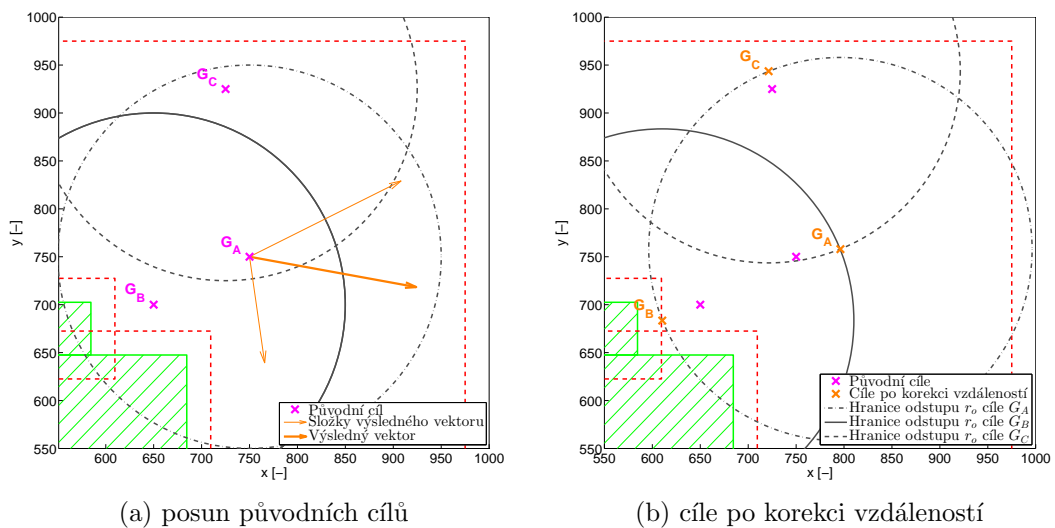 1000
950
900
850
800
750
700
650
600
550
y [–]
G_C
G_A
G_B
Původní cíl
Složky výsledného vektoru
Výsledný vektor
600 650 700 750 800 850 900 950 1000
x [–]
(a) posun původních cílů
1000
950
900
850
800
750
700
650
600
550
y [–]
G_C
G_A
G_B
Původní cíle
Cíle po korekci vzdáleností
Hranice odstupu r_o cíle G_A
Hranice odstupu r_o cíle G_B
Hranice odstupu r_o cíle G_C
550 600 650 700 750 800 850 900 950 1000
x [–]
(b) cíle po korekci vzdáleností